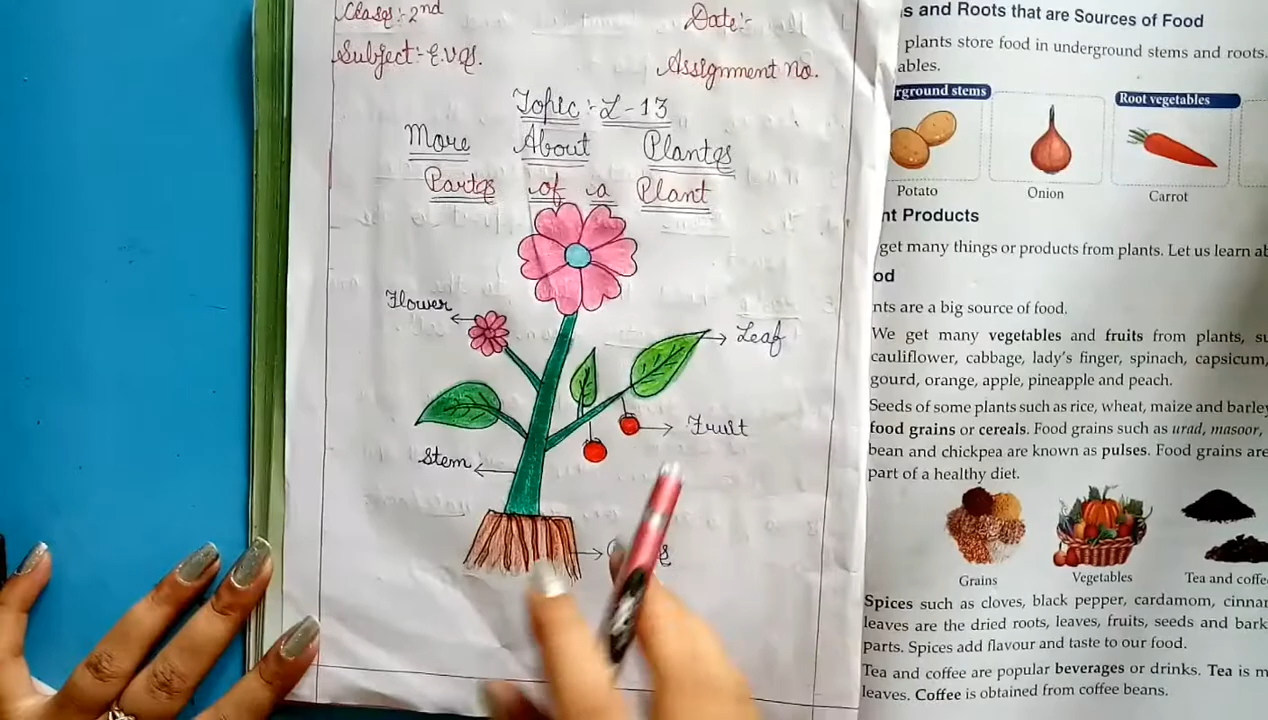 Class:- 2nd
Date:-
Subject:- E.V.S.
Assignment no.
Topic:- L-13
More About Plants
Parts of a Plant
Flower
Leaf
Fruit
Stem
s and Roots that are Sources of Food
plants store food in underground stems and roots.
ables.
rground stems
Root vegetables
Potato
Onion
Carrot
nt Products
get many things or products from plants. Let us learn ab
od
nts are a big source of food.
We get many vegetables and fruits from plants, su
cauliflower, cabbage, lady's finger, spinach, capsicum,
gourd, orange, apple, pineapple and peach.
Seeds of some plants such as rice, wheat, maize and barley
food grains or cereals. Food grains such as urad, masoor,
bean and chickpea are known as pulses. Food grains are
part of a healthy diet.
Grains
Vegetables
Tea and coffe
Spices such as cloves, black pepper, cardamom, cinnar
leaves are the dried roots, leaves, fruits, seeds and bark
parts. Spices add flavour and taste to our food.
Tea and coffee are popular beverages or drinks. Tea is m
leaves. Coffee is obtained from coffee beans.